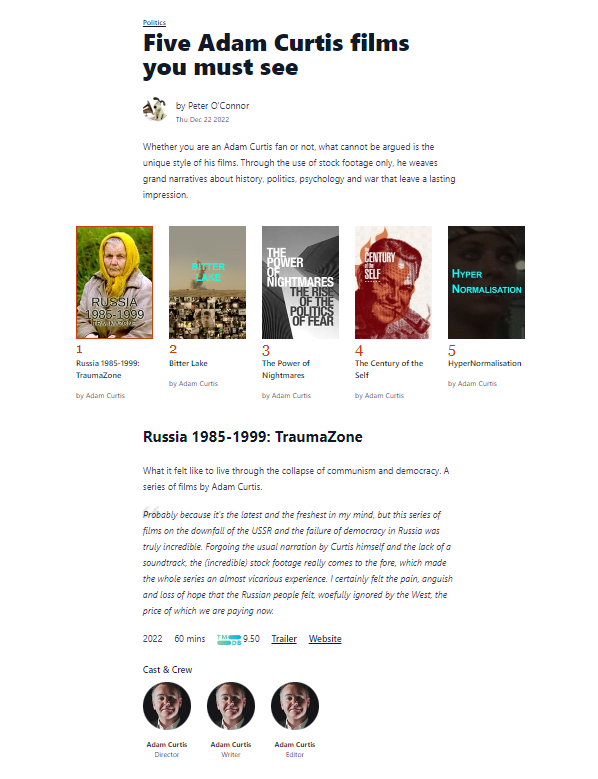 Politics
Five Adam Curtis films
you must see
by Peter O'Connor
Thu Dec 22 2022
Whether you are an Adam Curtis fan or not, what cannot be argued is the
unique style of his films. Through the use of stock footage only, he weaves
grand narratives about history, politics, psychology and war that leave a lasting
impression.
RUSSIA
1985-1999
TRAUMAZONE
BITTER
LAKE
THE
POWER
OF
NIGHTMARES
THE RISE
OF THE
POLITICS
OF FEAR
THE
CENTURY
OF THE
SELF
HYPER
NORMALISATION
1
Russia 1985-1999:
TraumaZone
by Adam Curtis
2
Bitter Lake
by Adam Curtis
3
The Power of
Nightmares
by Adam Curtis
4
The Century of the
Self
by Adam Curtis
5
HyperNormalisation
by Adam Curtis
Russia 1985-1999: TraumaZone
What it felt like to live through the collapse of communism and democracy. A
series of films by Adam Curtis.
Probably because it's the latest and the freshest in my mind, but this series of
films on the downfall of the USSR and the failure of democracy in Russia was
truly incredible. Forgoing the usual narration by Curtis himself and the lack of a
soundtrack, the (incredible) stock footage really comes to the fore, which made
the whole series an almost vicarious experience. I certainly felt the pain, anguish
and loss of hope that the Russian people felt, woefully ignored by the West, the
price of which we are paying now.
2022 60 mins TMDB 9.50 Trailer Website
Cast & Crew
Adam Curtis
Director
Adam Curtis
Writer
Adam Curtis
Editor